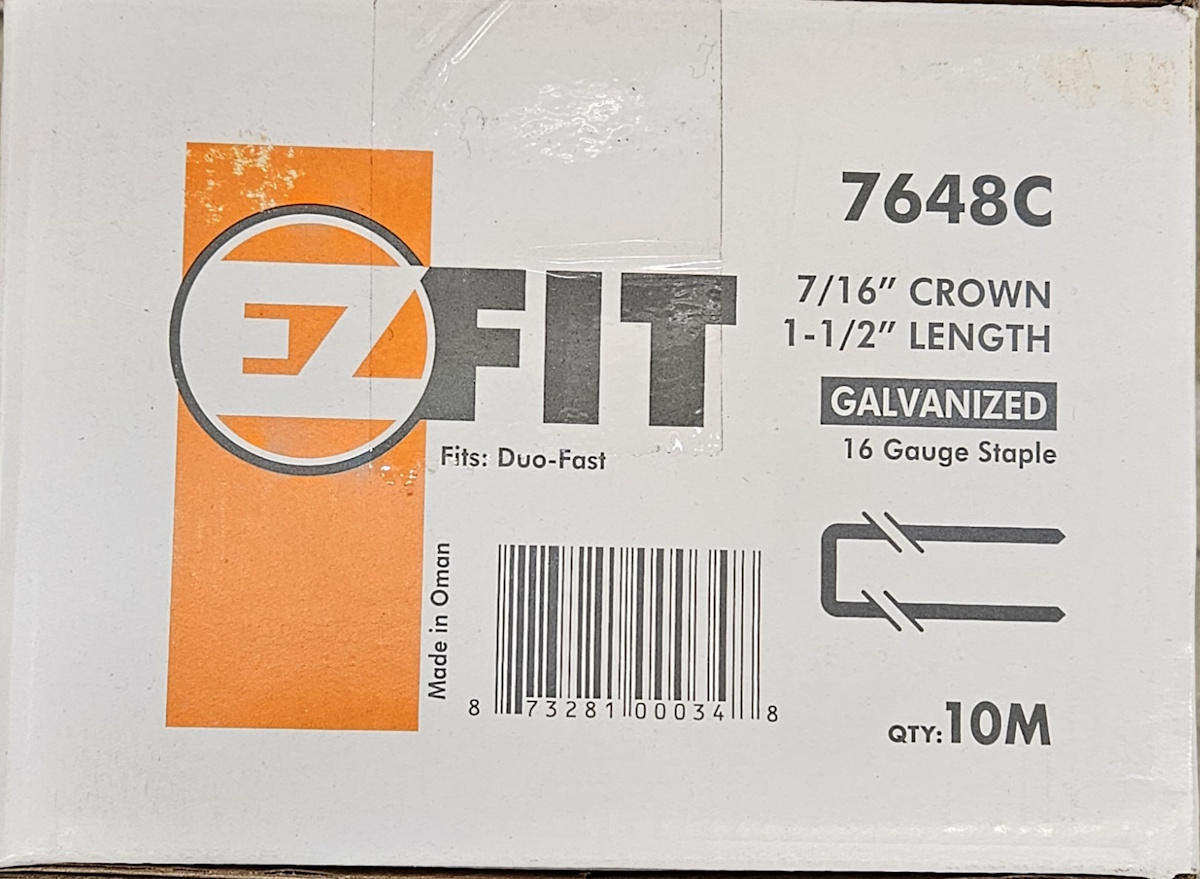 7648C
EZ FIT
7/16” CROWN
1-1/2” LENGTH
GALVANIZED
16 Gauge Staple
Fits: Duo-Fast
Made in Oman
8 73281 00034 8
QTY: 10M